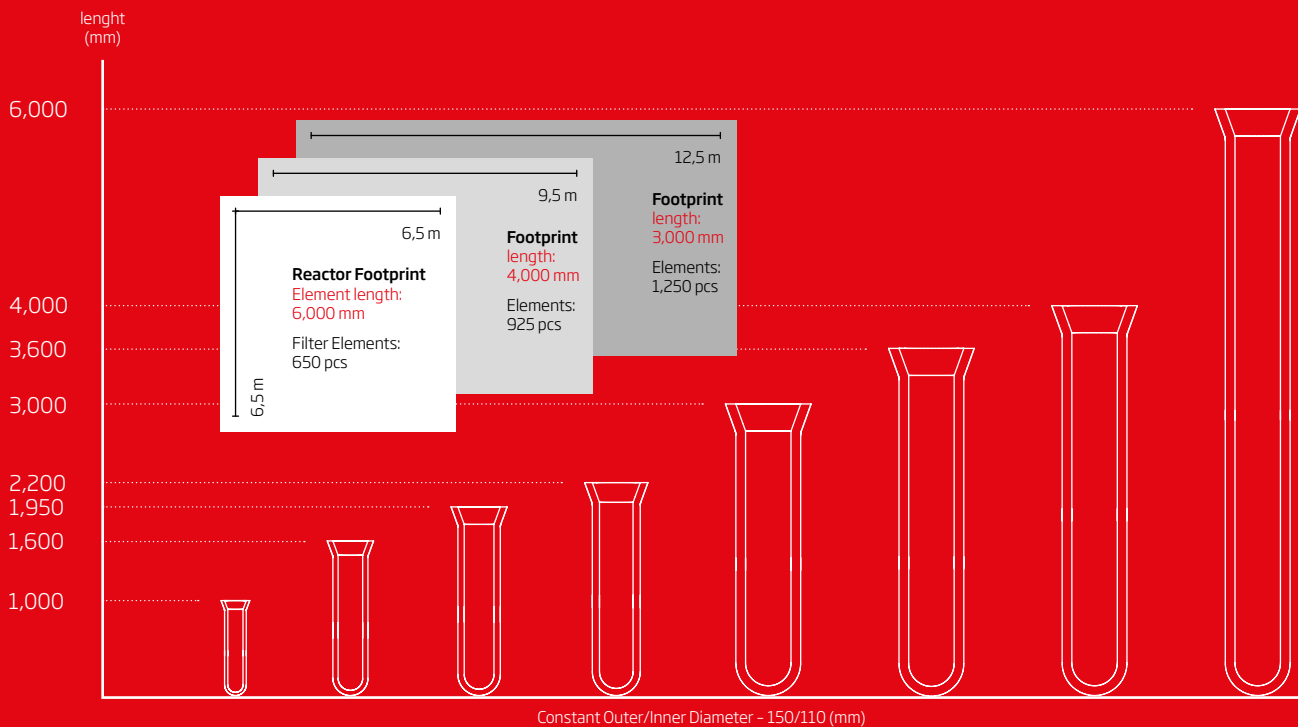 lenght
(mm)
6,000
4,000
3,600
3,000
2,200
1,950
1,600
1,000
12,5 m
Footprint
length:
3,000 mm
Elements:
1,250 pcs
9,5 m
Footprint
length:
4,000 mm
Elements:
925 pcs
6,5 m
Reactor Footprint
Element length:
6,000 mm
Filter Elements:
650 pcs
6,5 m
Constant Outer/Inner Diameter – 150/110 (mm)